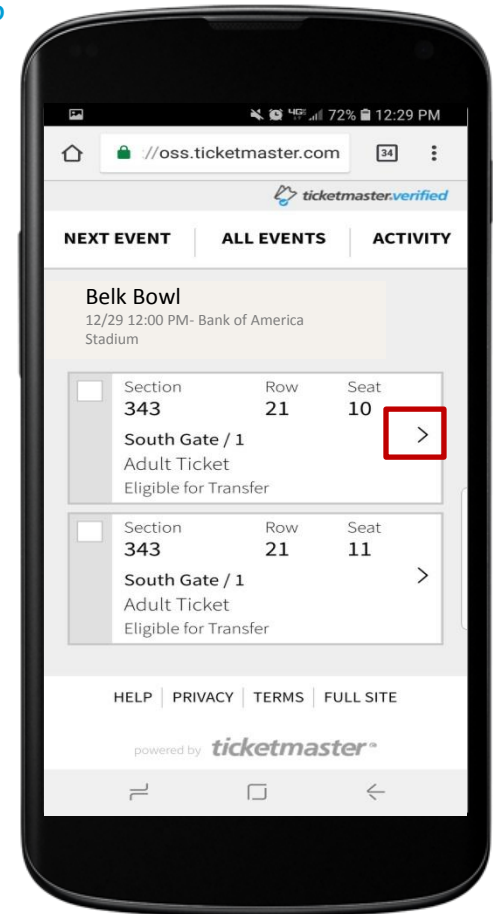 4G 72% 12:29 PM
://oss.ticketmaster.com 34
ticketmaster.verified
NEXT EVENT ALL EVENTS ACTIVITY
Belk Bowl
12/29 12:00 PM- Bank of America
Stadium
Section Row Seat
343 21 10
South Gate / 1
Adult Ticket
Eligible for Transfer
Section Row Seat
343 21 11
South Gate / 1
Adult Ticket
Eligible for Transfer
HELP PRIVACY TERMS FULL SITE
powered by ticketmaster®